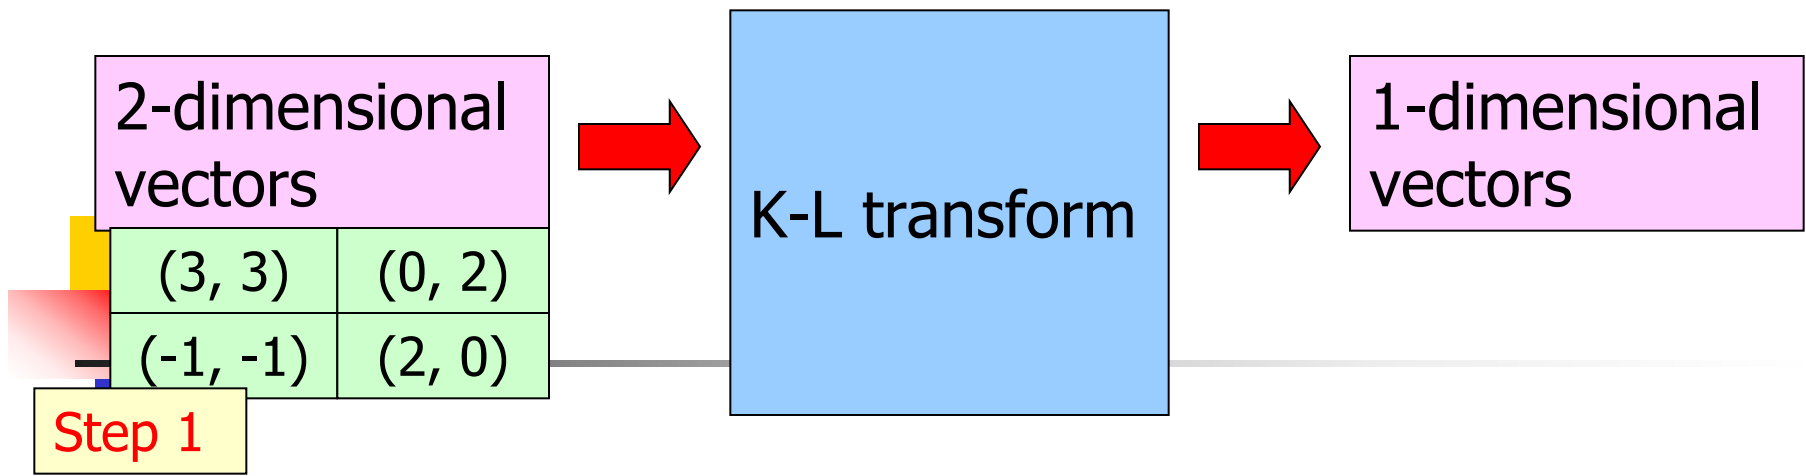 2-dimensional
vectors
(3, 3) (0, 2)
(-1, -1) (2, 0)
Step 1
K-L transform
1-dimensional
vectors